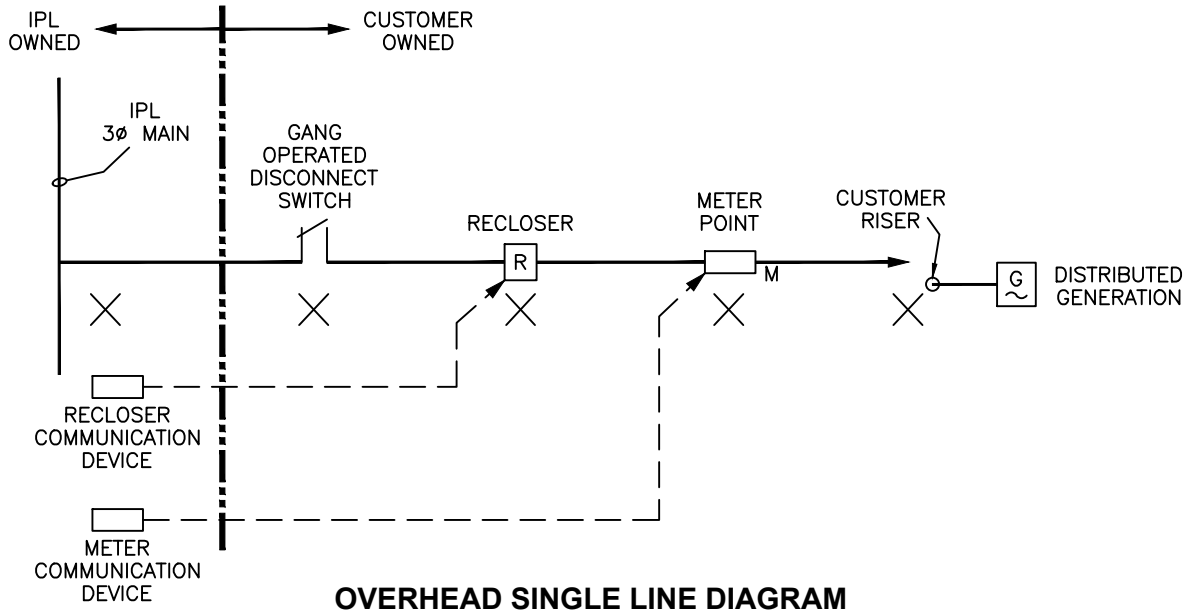 IPL
OWNED
CUSTOMER
OWNED
IPL
3ø MAIN
GANG
OPERATED
DISCONNECT
SWITCH
RECLOSER
R
METER
POINT
M
CUSTOMER
RISER
G
DISTRIBUTED
GENERATION
RECLOSER
COMMUNICATION
DEVICE
METER
COMMUNICATION
DEVICE
OVERHEAD SINGLE LINE DIAGRAM